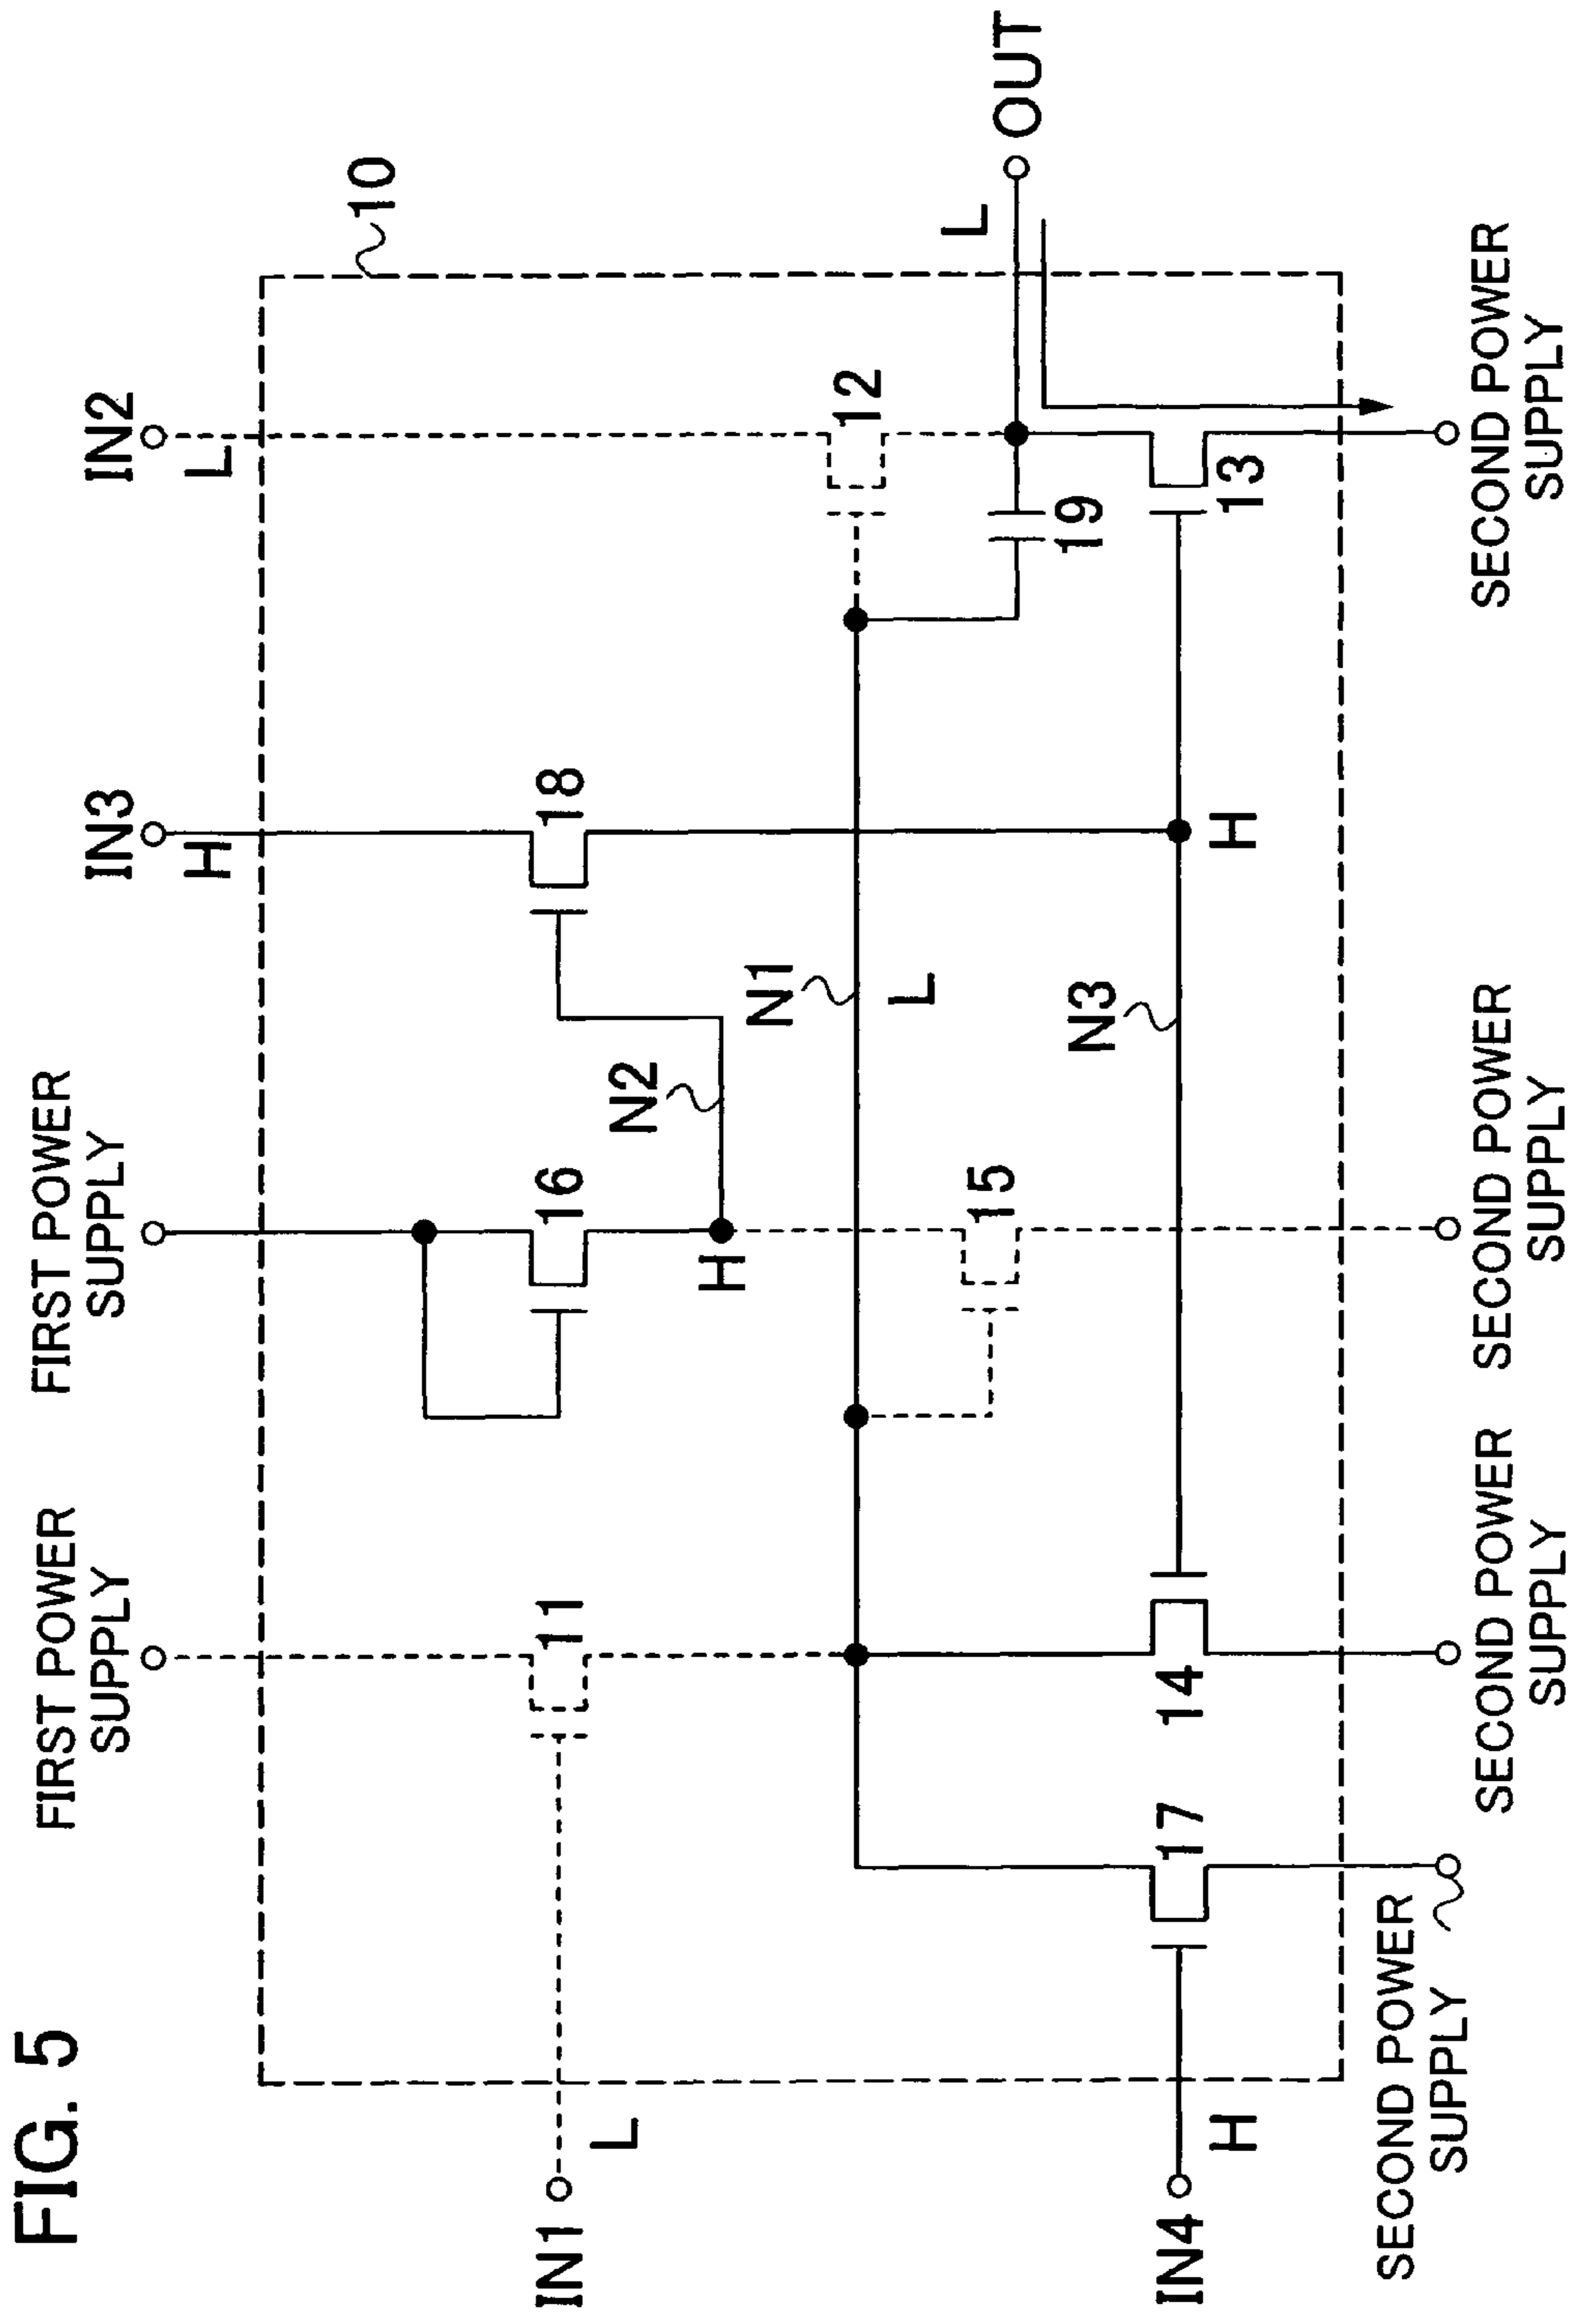 FIG. 5
FIRST POWER
SUPPLY
FIRST POWER
SUPPLY
IN3
H
IN2
L
10
IN1
L
11
16
18
12
N2
H
N1
L
15
19
L
OUT
N3
H
IN4
H
17
14
13
SECOND POWER
SUPPLY
SECOND POWER
SUPPLY
SECOND POWER
SUPPLY
SECOND POWER
SUPPLY